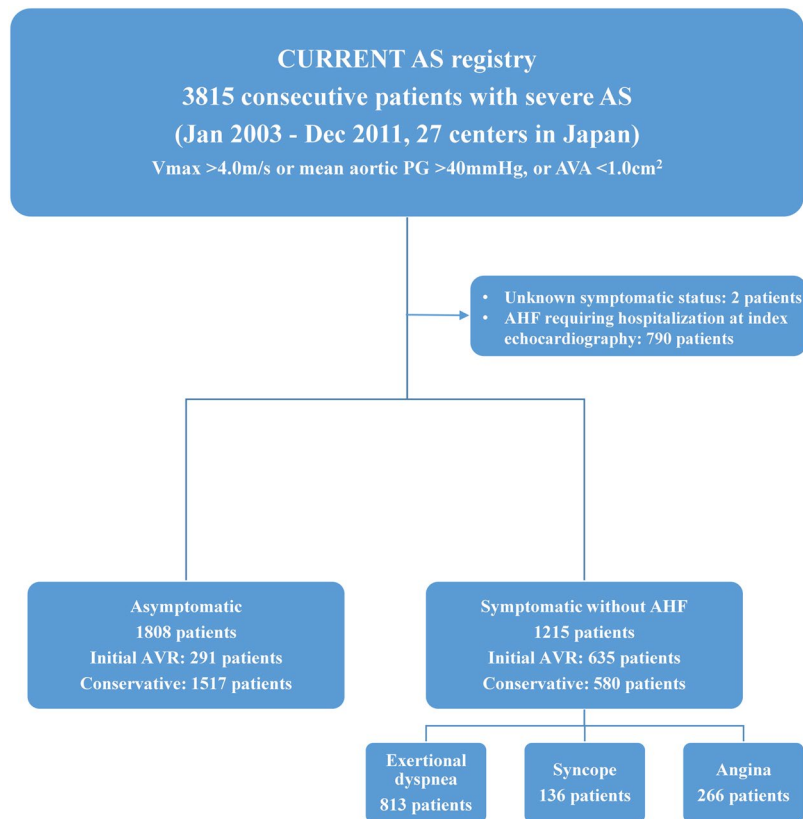 CURRENT AS registry
3815 consecutive patients with severe AS
(Jan 2003 - Dec 2011, 27 centers in Japan)
Vmax >4.0m/s or mean aortic PG >40mmHg, or AVA <1.0cm²
• Unknown symptomatic status: 2 patients
• AHF requiring hospitalization at index
echocardiography: 790 patients
Asymptomatic
1808 patients
Initial AVR: 291 patients
Conservative: 1517 patients
Symptomatic without AHF
1215 patients
Initial AVR: 635 patients
Conservative: 580 patients
Exertional
dyspnea
813 patients
Syncope
136 patients
Angina
266 patients